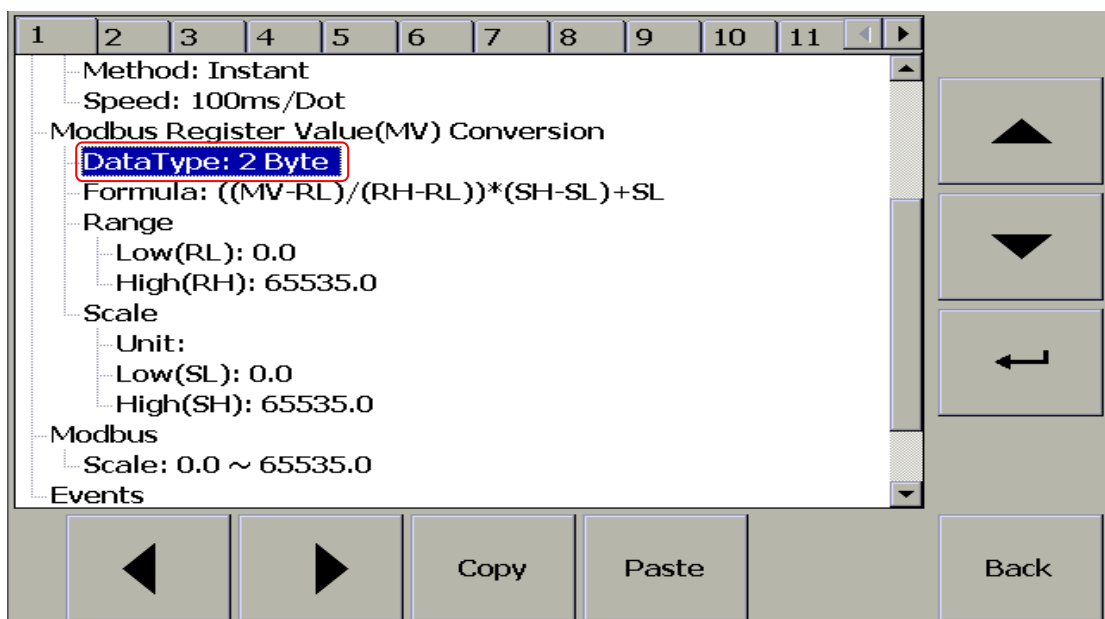 1 2 3 4 5 6 7 8 9 10 11
Method: Instant
Speed: 100ms/Dot
Modbus Register Value(MV) Conversion
DataType: 2 Byte
Formula: ((MV-RL)/(RH-RL))*(SH-SL)+SL
Range
Low(RL): 0.0
High(RH): 65535.0
Scale
Unit:
Low(SL): 0.0
High(SH): 65535.0
Modbus
Scale: 0.0 ~ 65535.0
Events
Copy Paste Back